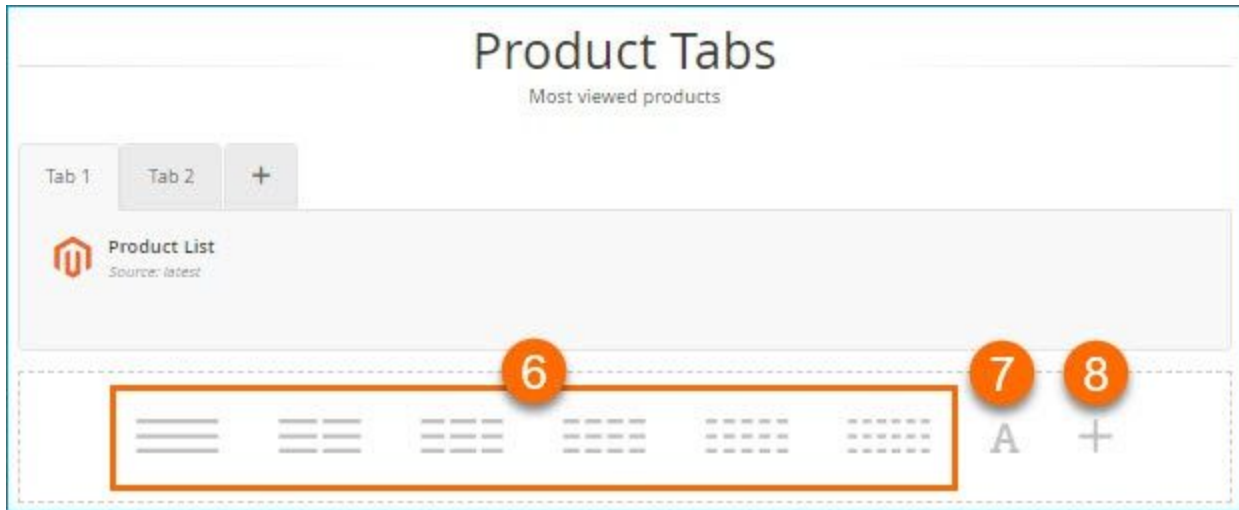 Product Tabs
Most viewed products
Tab 1 Tab 2 +
Product List
Source: latest
6 7 8
A +